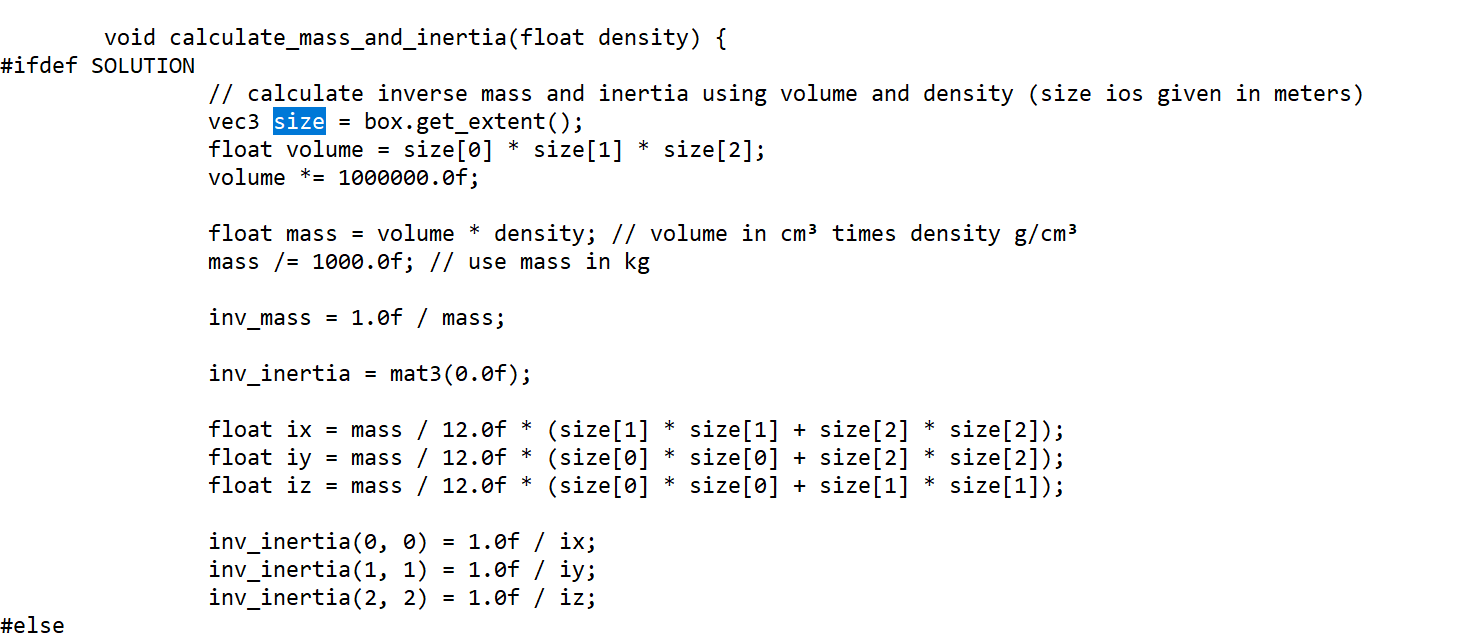 void calculate_mass_and_inertia(float density) {
#ifdef SOLUTION
// calculate inverse mass and inertia using volume and density (size ios given in meters)
vec3 size = box.get_extent();
float volume = size[0] * size[1] * size[2];
volume *= 1000000.0f;
float mass = volume * density; // volume in cm³ times density g/cm³
mass /= 1000.0f; // use mass in kg
inv_mass = 1.0f / mass;
inv_inertia = mat3(0.0f);
float ix = mass / 12.0f * (size[1] * size[1] + size[2] * size[2]);
float iy = mass / 12.0f * (size[0] * size[0] + size[2] * size[2]);
float iz = mass / 12.0f * (size[0] * size[0] + size[1] * size[1]);
inv_inertia(0, 0) = 1.0f / ix;
inv_inertia(1, 1) = 1.0f / iy;
inv_inertia(2, 2) = 1.0f / iz;
#else